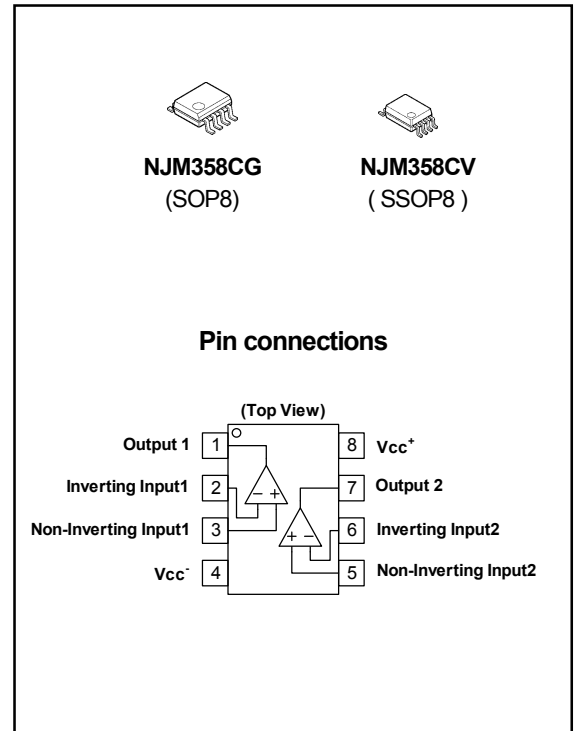 NJM358CG NJM358CV
(SOP8) ( SSOP8 )
Pin connections
(Top View)
Output 1 1 8 Vcc+
Inverting Input1 2 7 Output 2
− + 
Non-Inverting Input1 3 6 Inverting Input2
+ −
Vcc- 4 5 Non-Inverting Input2